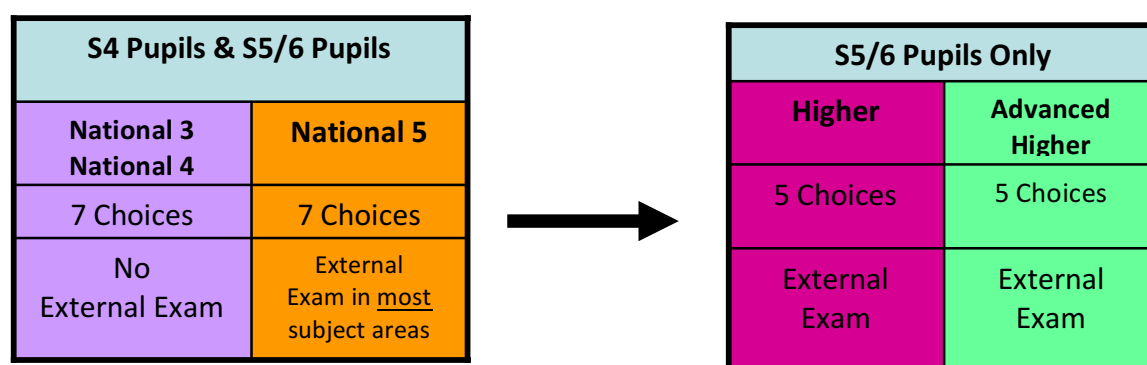 S4 Pupils & S5/6 Pupils
National 3
National 4
National 5
7 Choices
7 Choices
No
External Exam
External
Exam in most
subject areas
S5/6 Pupils Only
Higher
Advanced
Higher
5 Choices
5 Choices
External
Exam
External
Exam